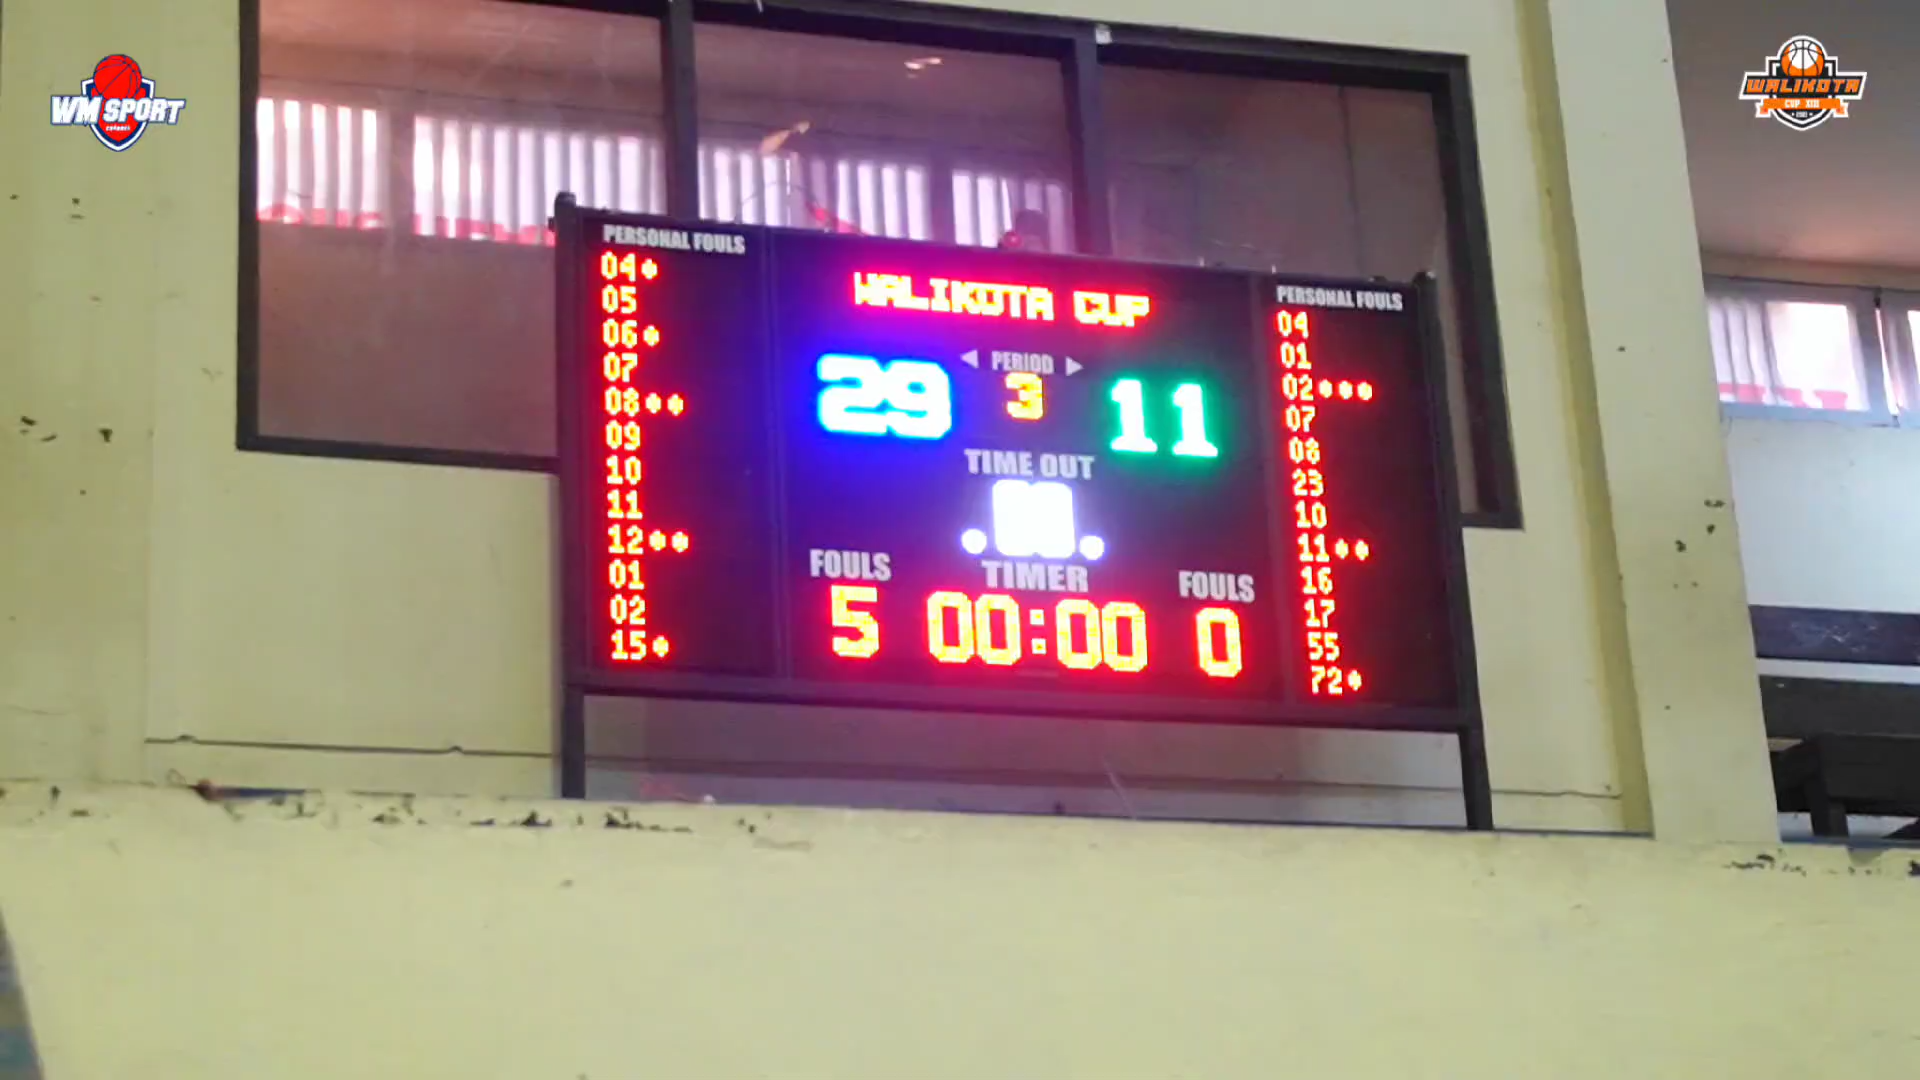 WM SPORT
WALIKOTA
CUP XIII
PERSONAL FOULS
04
05
06
07
08
09
10
11
12
01
02
15
WALIKOTA CUP
◀ PERIOD ▶
29 3 11
TIME OUT
TIMER
FOULS
5
00:00
FOULS
0
PERSONAL FOULS
04
01
02
07
08
23
10
11
16
17
55
72